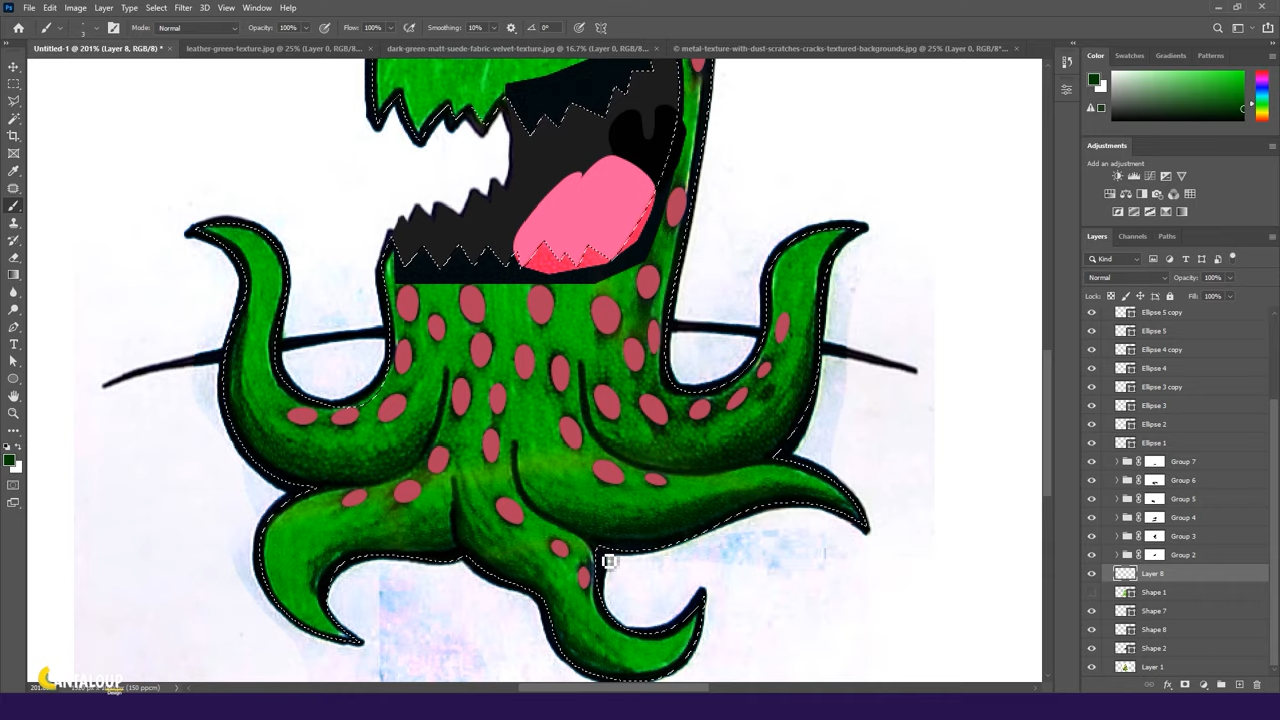 Ps File Edit Image Layer Type Select Filter 3D View Window Help
3 Mode: Normal Opacity: 100% Flow: 100% Smoothing: 10% 0°
Untitled-1 @ 201% (Layer 8, RGB/8) * × leather-green-texture.jpg @ 25% (Layer 0, RGB/8... × dark-green-matt-suede-fabric-velvet-texture.jpg @ 16.7% (Layer 0, RGB/8... × © metal-texture-with-dust-scratches-cracks-textured-backgrounds.jpg @ 25% (Layer 0, RGB/8*... ×
Color Swatches Gradients Patterns
Adjustments
Add an adjustment
Layers Channels Paths
Kind
Normal Opacity: 100%
Lock: Fill: 100%
Ellipse 5 copy
Ellipse 5
Ellipse 4 copy
Ellipse 4
Ellipse 3 copy
Ellipse 3
Ellipse 2
Ellipse 1
Group 7
Group 6
Group 5
Group 4
Group 3
Group 2
Layer 8
Shape 1
Shape 7
Shape 8
Shape 2
Layer 1
CANTALOUP
Design
(150 ppcm)
fx